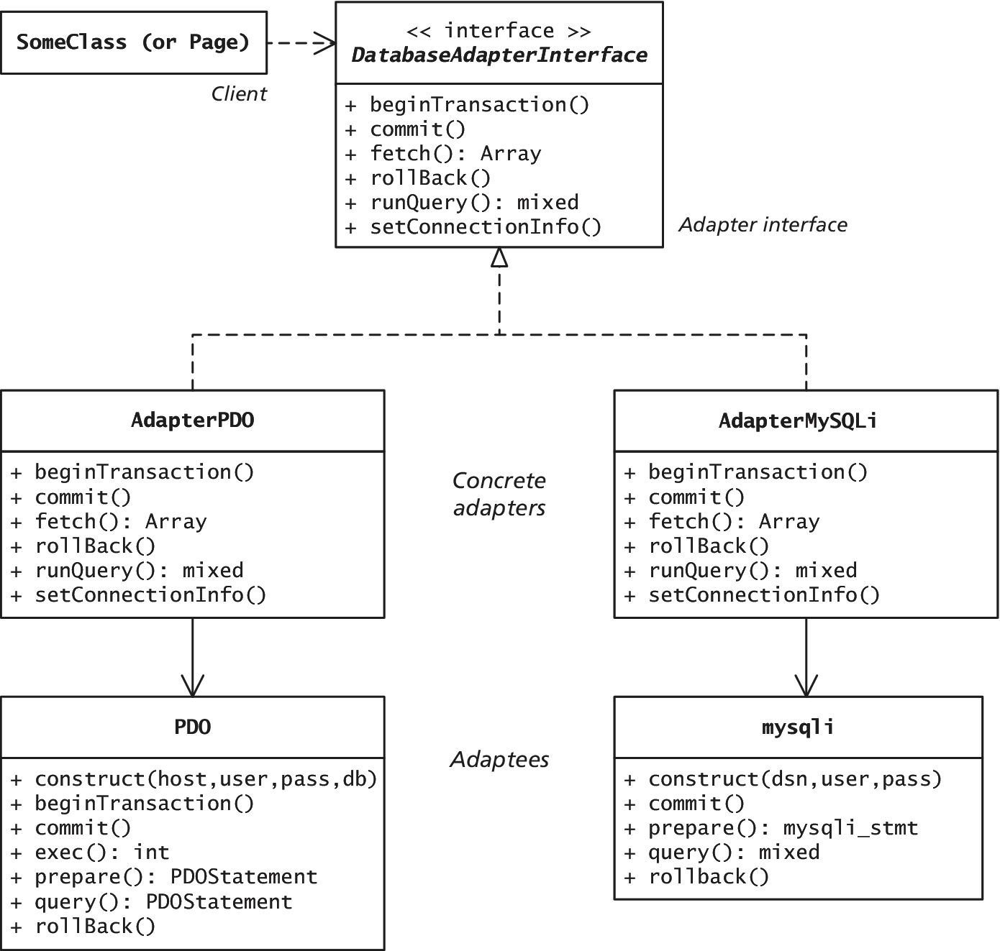 SomeClass (or Page)
Client
<< interface >>
DatabaseAdapterInterface
+ beginTransaction()
+ commit()
+ fetch(): Array
+ rollBack()
+ runQuery(): mixed
+ setConnectionInfo()
Adapter interface
AdapterPDO
+ beginTransaction()
+ commit()
+ fetch(): Array
+ rollBack()
+ runQuery(): mixed
+ setConnectionInfo()
Concrete
adapters
AdapterMySQLi
+ beginTransaction()
+ commit()
+ fetch(): Array
+ rollBack()
+ runQuery(): mixed
+ setConnectionInfo()
PDO
+ construct(host,user,pass,db)
+ beginTransaction()
+ commit()
+ exec(): int
+ prepare(): PDOStatement
+ query(): PDOStatement
+ rollBack()
Adaptees
mysqli
+ construct(dsn,user,pass)
+ commit()
+ prepare(): mysqli_stmt
+ query(): mixed
+ rollback()